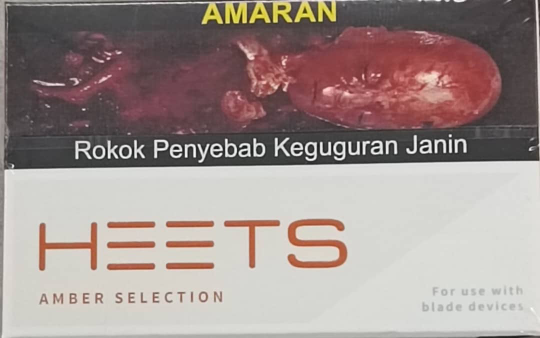 AMARAN
Rokok Penyebab Keguguran Janin
HEETS
AMBER SELECTION
For use with
blade devices